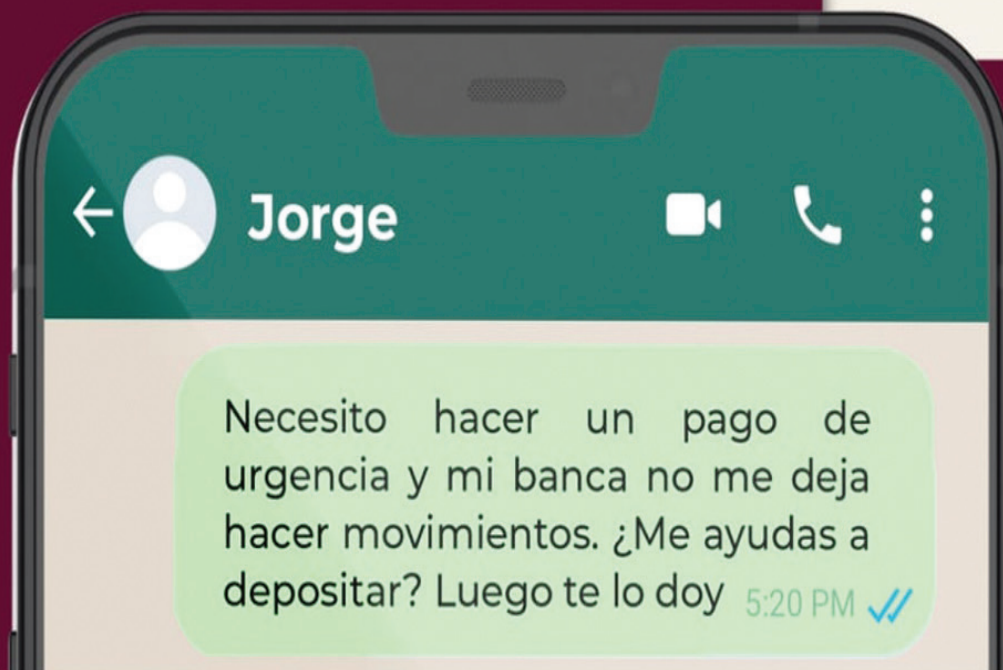 Jorge
Necesito hacer un pago de
urgencia y mi banca no me deja
hacer movimientos. ¿Me ayudas a
depositar? Luego te lo doy 5:20 PM